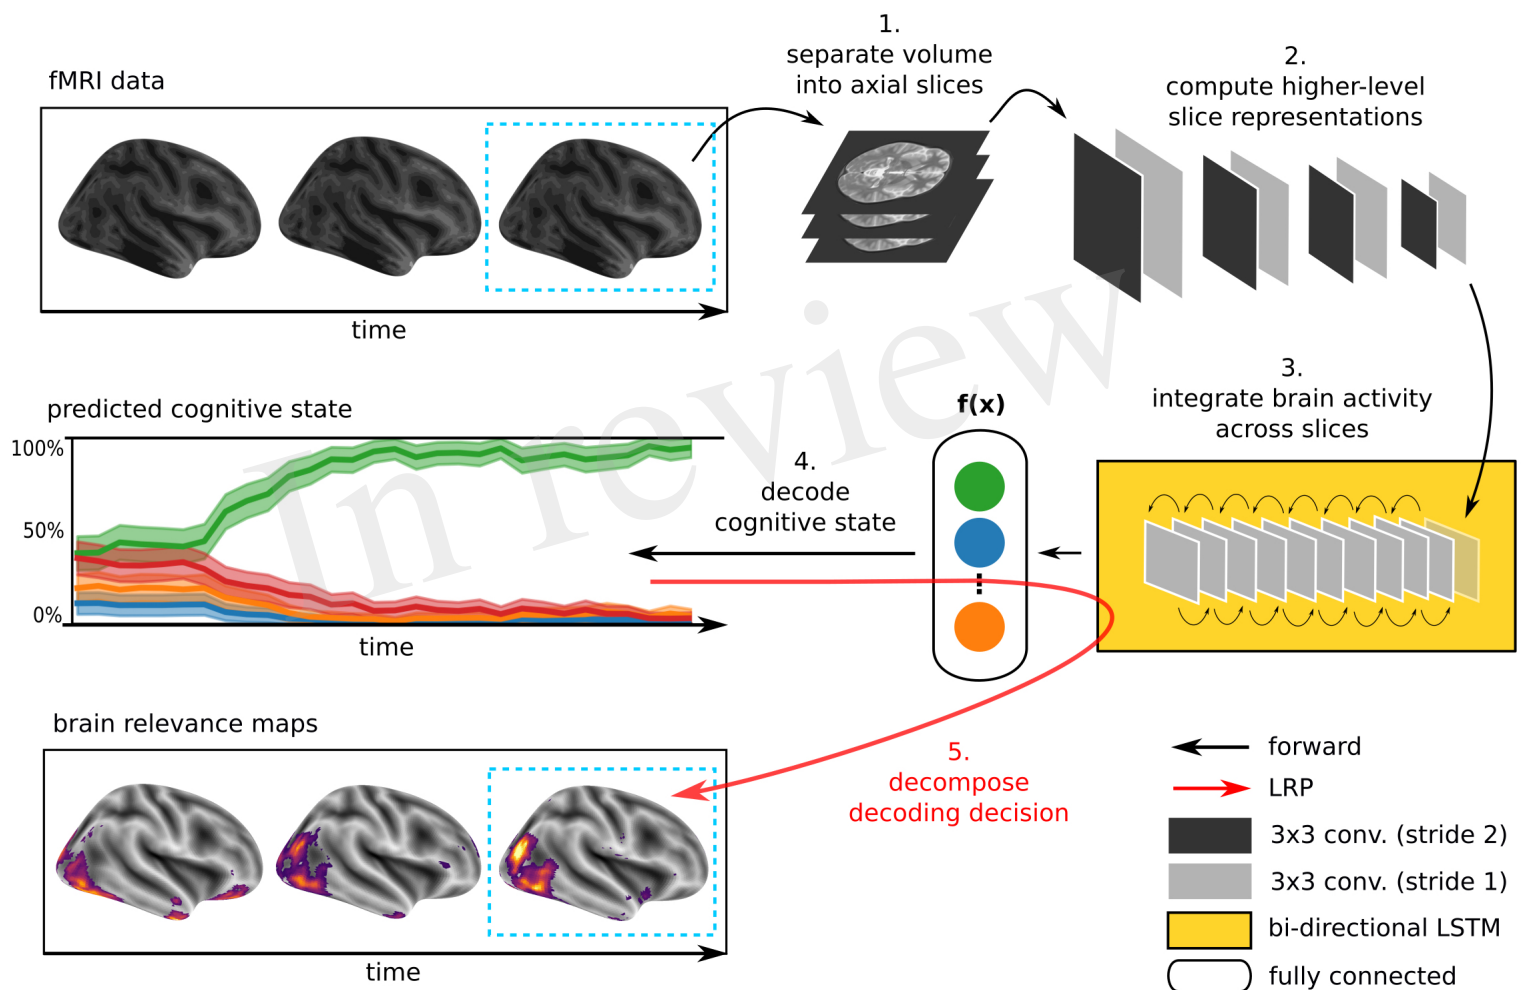 fMRI data
time
1.
separate volume
into axial slices
2.
compute higher-level
slice representations
3.
integrate brain activity
across slices
f(x)
4.
decode
cognitive state
predicted cognitive state
100%
50%
0%
time
5.
decompose
decoding decision
brain relevance maps
time
forward
LRP
3x3 conv. (stride 2)
3x3 conv. (stride 1)
bi-directional LSTM
fully connected
In review